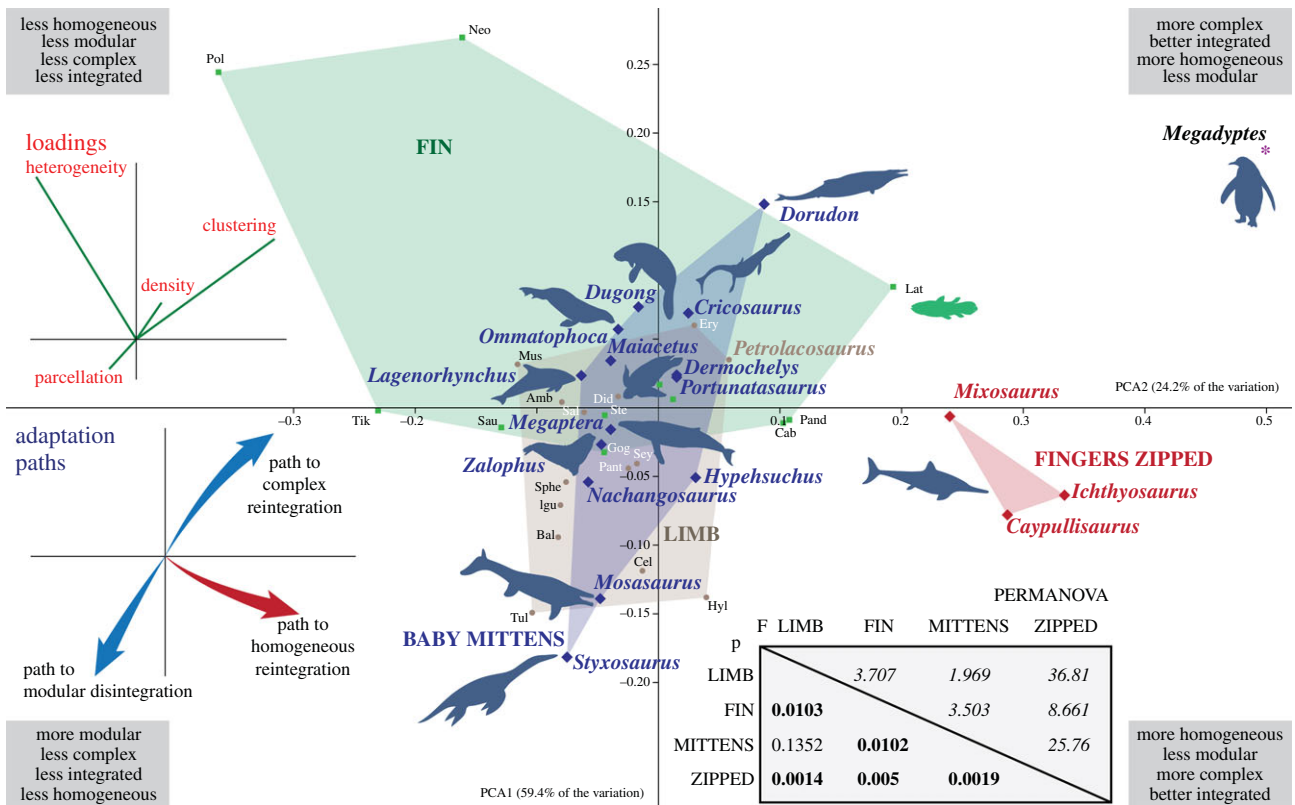 less homogeneous
less modular
less complex
less integrated
more complex
better integrated
more homogeneous
less modular
Neo
Pol
0.25
0.20
0.15
FIN
Megadyptes
*
loadings
heterogeneity
clustering
density
parcellation
Dorudon
Dugong
Cricosaurus
Lat
Ery
Ommatophoca
Maiacetus
Petrolacosaurus
Mus
Lagenorhynchus
Dermochelys
Portunatasaurus
Mixosaurus
PCA2 (24.2% of the variation)
Amb
Did
Sal
Ste
–0.3
–0.2
0.1
0.2
0.3
0.4
0.5
Tik
Sau
Megaptera
Pand
Cab
adaptation
paths
Gog
Sey
Pant
Zalophus
–0.05
Hypehsuchus
FINGERS ZIPPED
Sphe
Nachangosaurus
Ichthyosaurus
Igu
Caypullisaurus
path to
complex
reintegration
Bal
–0.10
LIMB
Cel
Mosasaurus
Hyl
Tul
–0.15
BABY MITTENS
Styxosaurus
–0.20
path to
homogeneous
reintegration
path to
modular disintegration
PERMANOVA
F LIMB FIN MITTENS ZIPPED
p
LIMB 3.707 1.969 36.81
FIN 0.0103 3.503 8.661
MITTENS 0.1352 0.0102 25.76
ZIPPED 0.0014 0.005 0.0019
more modular
less complex
less integrated
less homogeneous
PCA1 (59.4% of the variation)
more homogeneous
less modular
more complex
better integrated